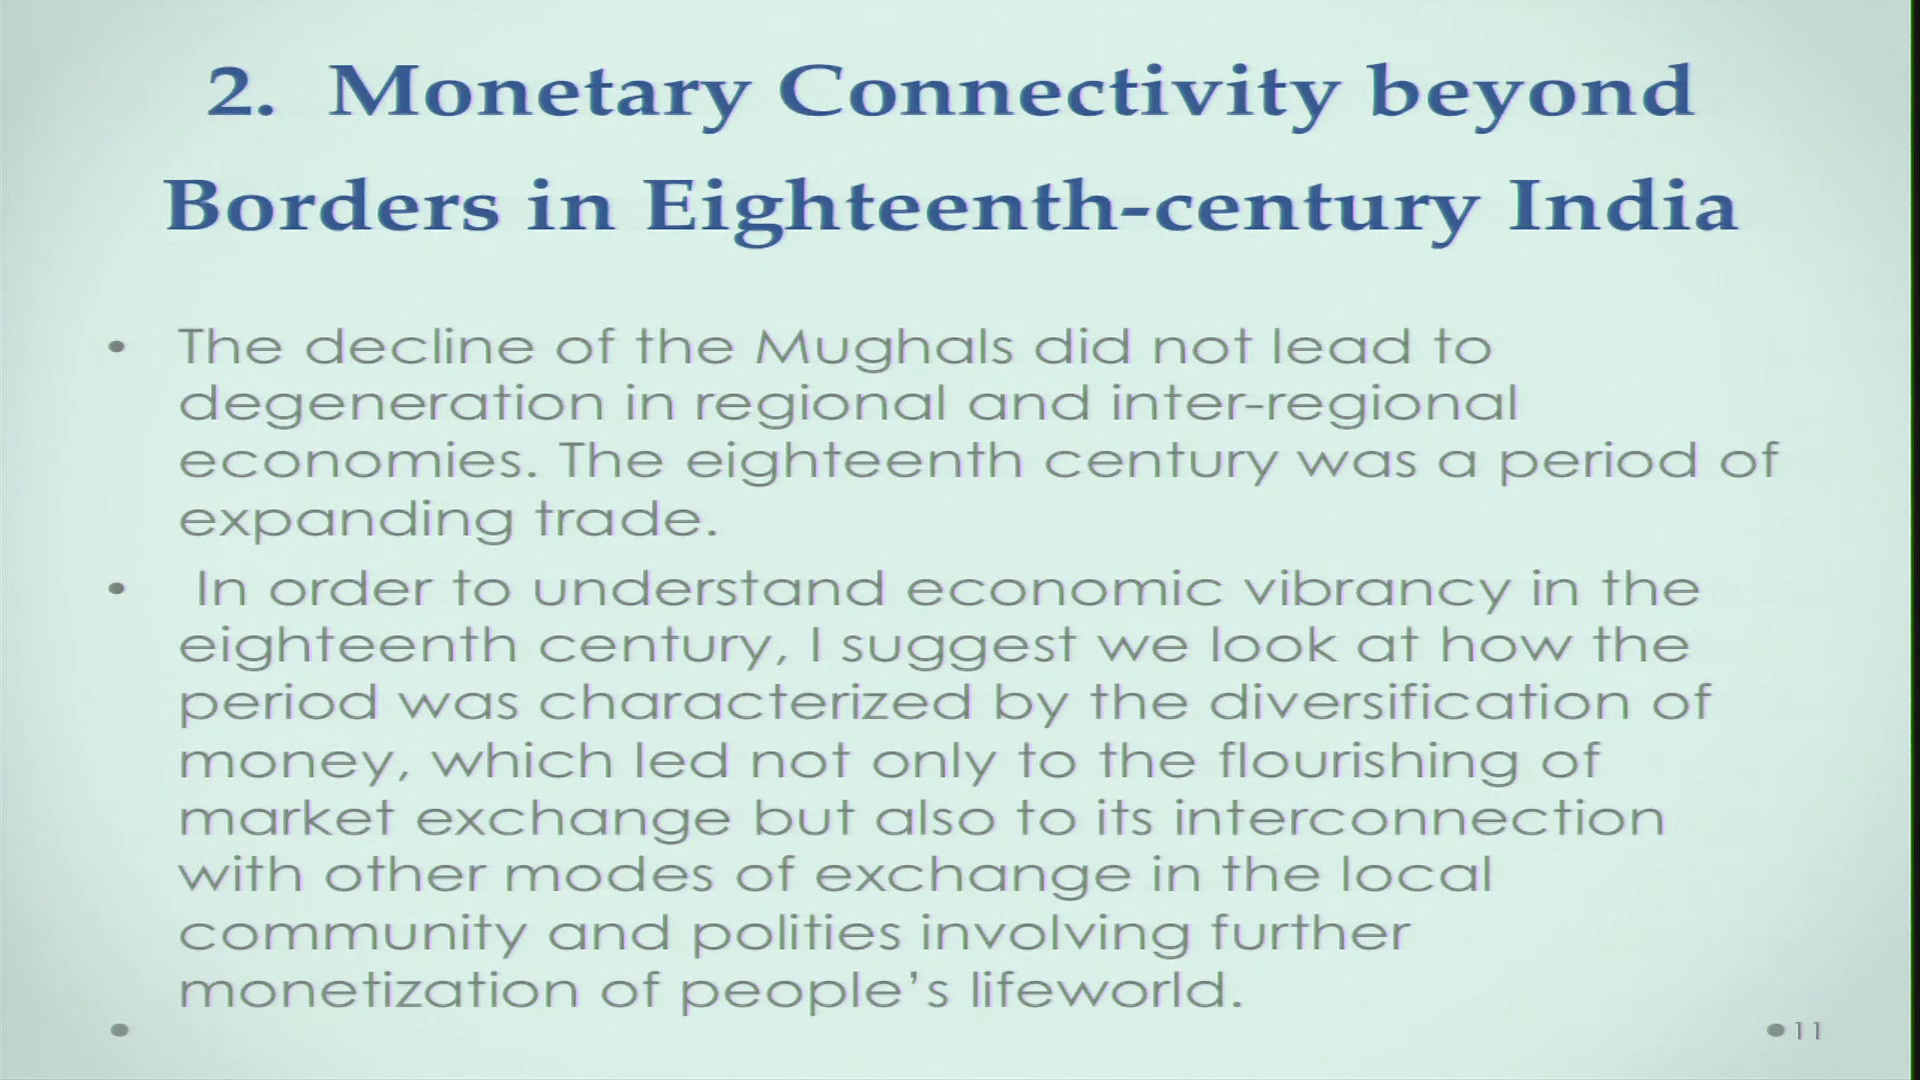 2. Monetary Connectivity beyond
Borders in Eighteenth-century India
• The decline of the Mughals did not lead to
degeneration in regional and inter-regional
economies. The eighteenth century was a period of
expanding trade.
• In order to understand economic vibrancy in the
eighteenth century, I suggest we look at how the
period was characterized by the diversification of
money, which led not only to the flourishing of
market exchange but also to its interconnection
with other modes of exchange in the local
community and polities involving further
monetization of people’s lifeworld.
• 11